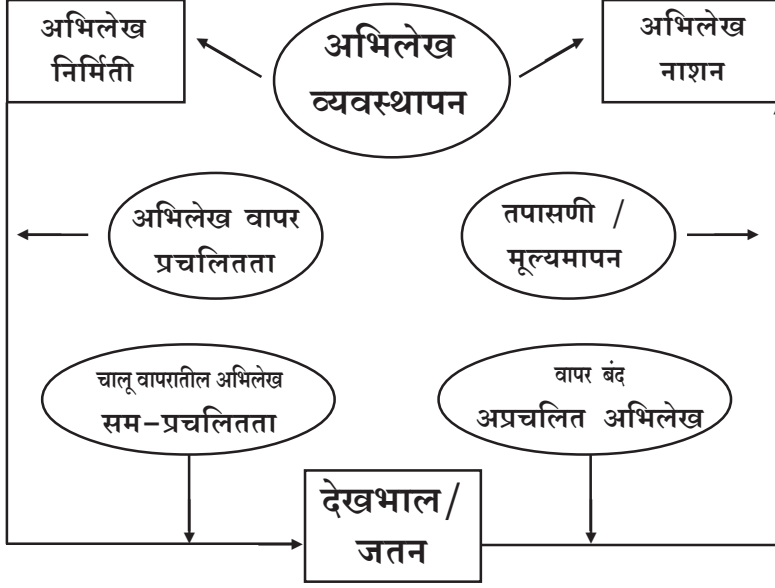 अभिलेख
निर्मिती
अभिलेख
व्यवस्थापन
अभिलेख
नाशन
अभिलेख वापर
प्रचलितता
तपासणी /
मूल्यमापन
चालू वापरातील अभिलेख
सम-प्रचलितता
वापर बंद
अप्रचलित अभिलेख
देखभाल/
जतन